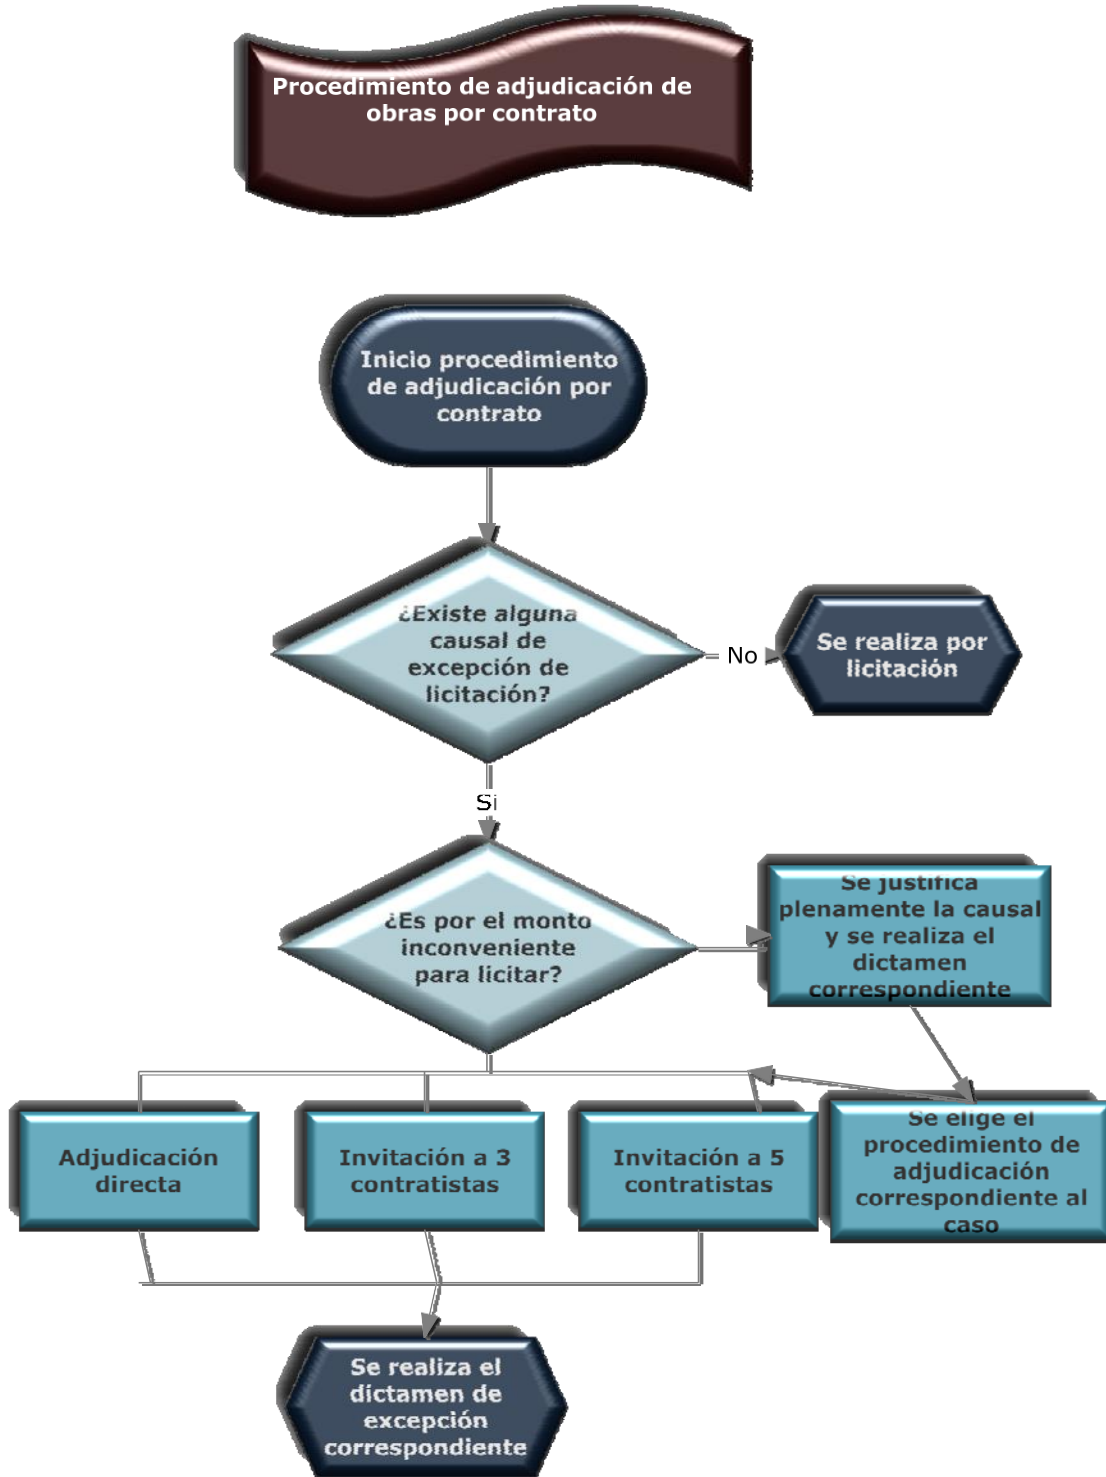 Procedimiento de adjudicación de
obras por contrato
Inicio procedimiento
de adjudicación por
contrato
¿Existe alguna
causal de
excepción de
licitación?
No
Se realiza por
licitación
Si
¿Es por el monto
inconveniente
para licitar?
Se justifica
plenamente la causal
y se realiza el
dictamen
correspondiente
Adjudicación
directa
Invitación a 3
contratistas
Invitación a 5
contratistas
Se elige el
procedimiento de
adjudicación
correspondiente al
caso
Se realiza el
dictamen de
excepción
correspondiente